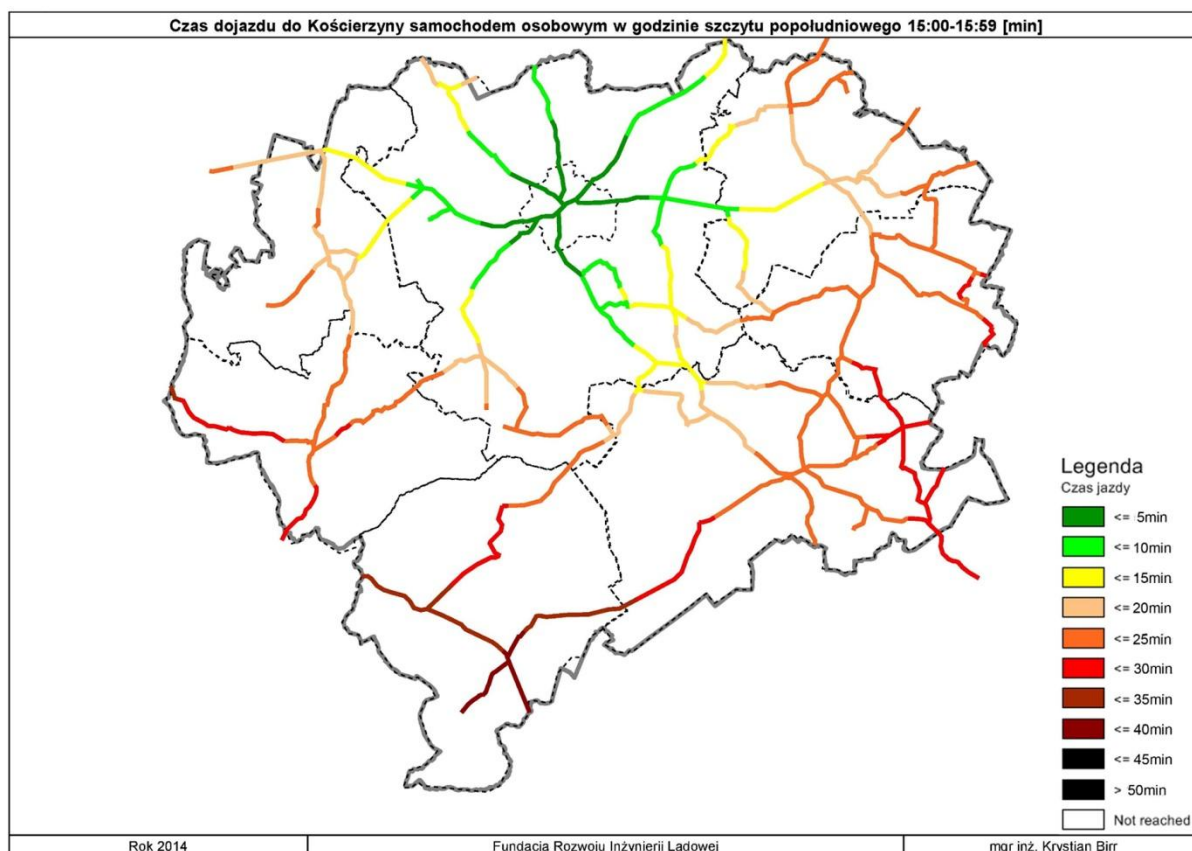 Czas dojazdu do Kościerzyny samochodem osobowym w godzinie szczytu popołudniowego 15:00-15:59 [min]
Legenda
Czas jazdy
<= 5min
<= 10min
<= 15min
<= 20min
<= 25min
<= 30min
<= 35min
<= 40min
<= 45min
> 50min
Not reached
Rok 2014
Fundacja Rozwoju Inżynierii Lądowej
mgr inż. Krystian Birr